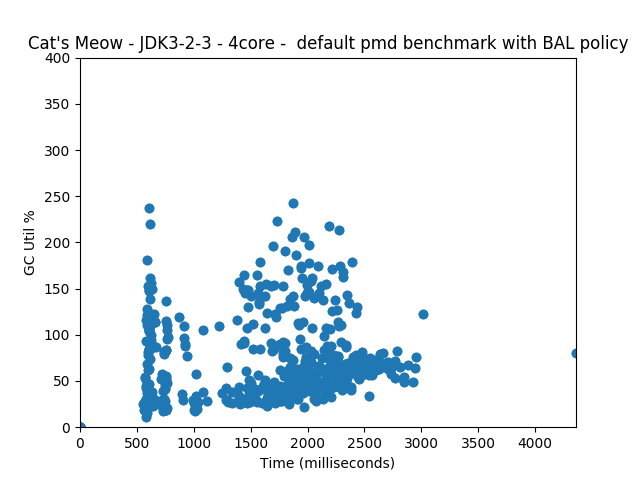 Cat's Meow - JDK3-2-3 - 4core -  default pmd benchmark with BAL policy
400
350
300
250
200
150
100
50
0
GC Util %
0 500 1000 1500 2000 2500 3000 3500 4000
Time (milliseconds)